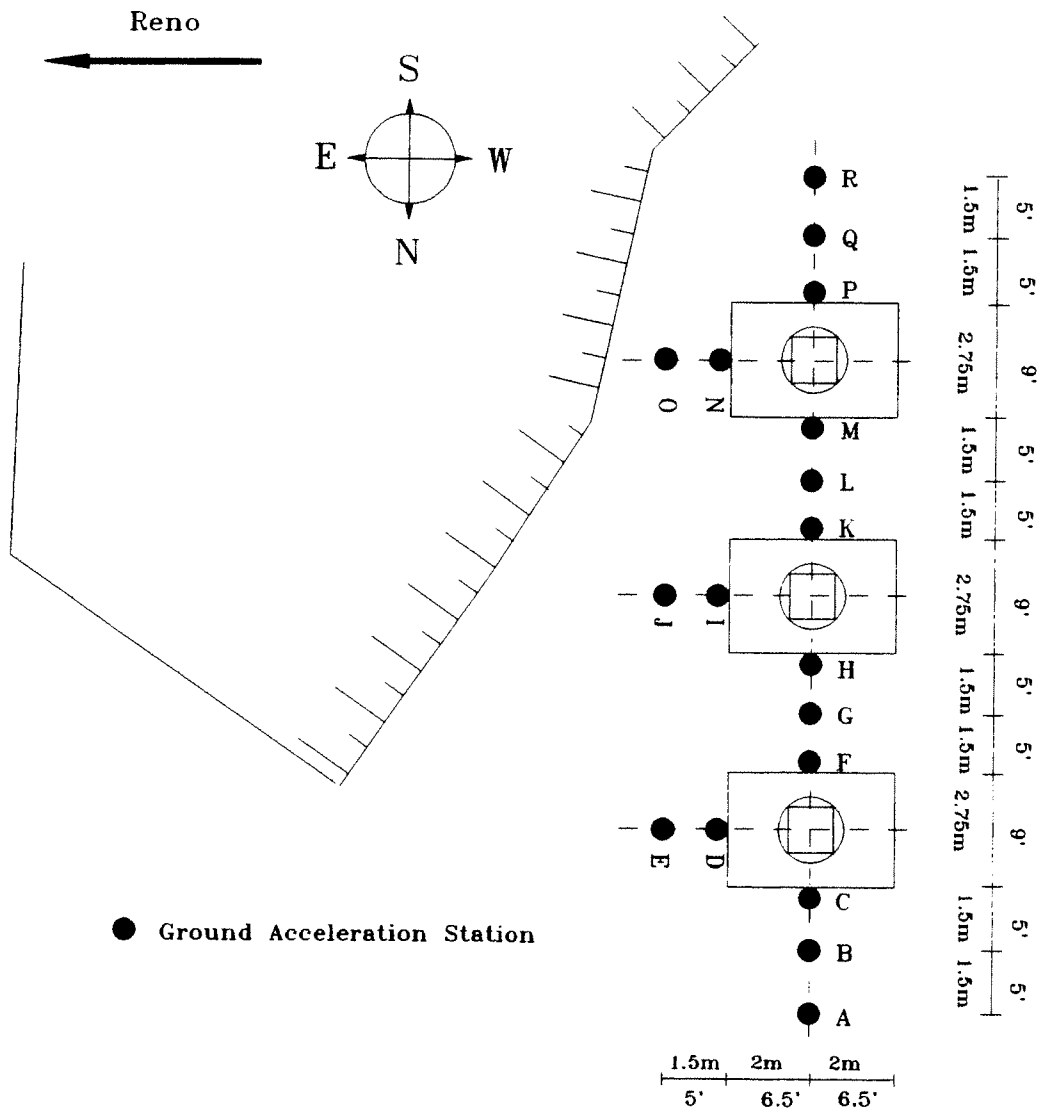 Reno
S
E
W
N
R
Q
P
O
N
M
L
K
J
I
H
G
F
E
D
C
B
A
1.5m
5'
1.5m
5'
2.75m
9'
1.5m
5'
1.5m
5'
2.75m
9'
1.5m
5'
1.5m
5'
2.75m
9'
1.5m
5'
1.5m
5'
Ground Acceleration Station
1.5m 2m 2m
5' 6.5' 6.5'